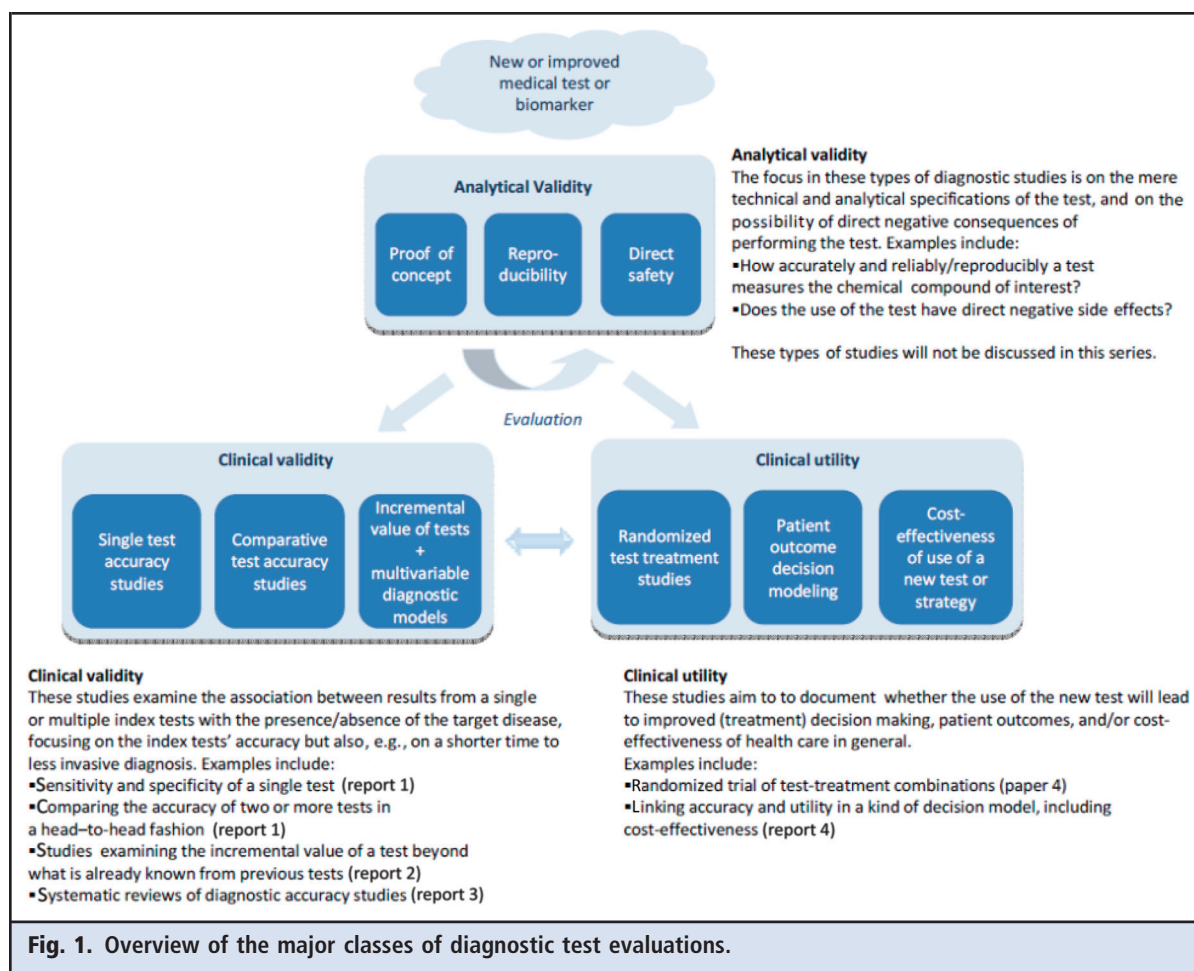 New or improved
medical test or
biomarker
Analytical Validity
Proof of
concept
Repro-
ducibility
Direct
safety
Analytical validity
The focus in these types of diagnostic studies is on the mere
technical and analytical specifications of the test, and on the
possibility of direct negative consequences of
performing the test. Examples include:
▪How accurately and reliably/reproducibly a test
measures the chemical compound of interest?
▪Does the use of the test have direct negative side effects?
These types of studies will not be discussed in this series.
Evaluation
Clinical validity
Single test
accuracy
studies
Comparative
test accuracy
studies
Incremental
value of tests
+
multivariable
diagnostic
models
Clinical utility
Randomized
test treatment
studies
Patient
outcome
decision
modeling
Cost-
effectiveness
of use of a
new test or
strategy
Clinical validity
These studies examine the association between results from a single
or multiple index tests with the presence/absence of the target disease,
focusing on the index tests' accuracy but also, e.g., on a shorter time to
less invasive diagnosis. Examples include:
▪Sensitivity and specificity of a single test (report 1)
▪Comparing the accuracy of two or more tests in
a head–to-head fashion (report 1)
▪Studies examining the incremental value of a test beyond
what is already known from previous tests (report 2)
▪Systematic reviews of diagnostic accuracy studies (report 3)
Clinical utility
These studies aim to to document whether the use of the new test will lead
to improved (treatment) decision making, patient outcomes, and/or cost-
effectiveness of health care in general.
Examples include:
▪Randomized trial of test-treatment combinations (paper 4)
▪Linking accuracy and utility in a kind of decision model, including
cost-effectiveness (report 4)
Fig. 1. Overview of the major classes of diagnostic test evaluations.